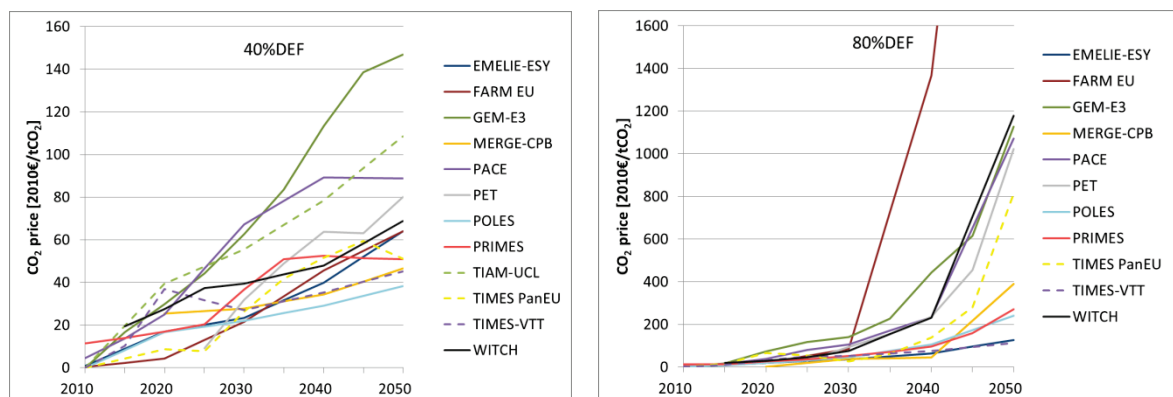 40%DEF
CO2 price [2010€/tCO2]
160
140
120
100
80
60
40
20
0
2010 2020 2030 2040 2050
EMELIE-ESY
FARM EU
GEM-E3
MERGE-CPB
PACE
PET
POLES
PRIMES
TIAM-UCL
TIMES PanEU
TIMES-VTT
WITCH
80%DEF
CO2 price [2010€/tCO2]
1600
1400
1200
1000
800
600
400
200
0
2010 2020 2030 2040 2050
EMELIE-ESY
FARM EU
GEM-E3
MERGE-CPB
PACE
PET
POLES
PRIMES
TIMES PanEU
TIMES-VTT
WITCH